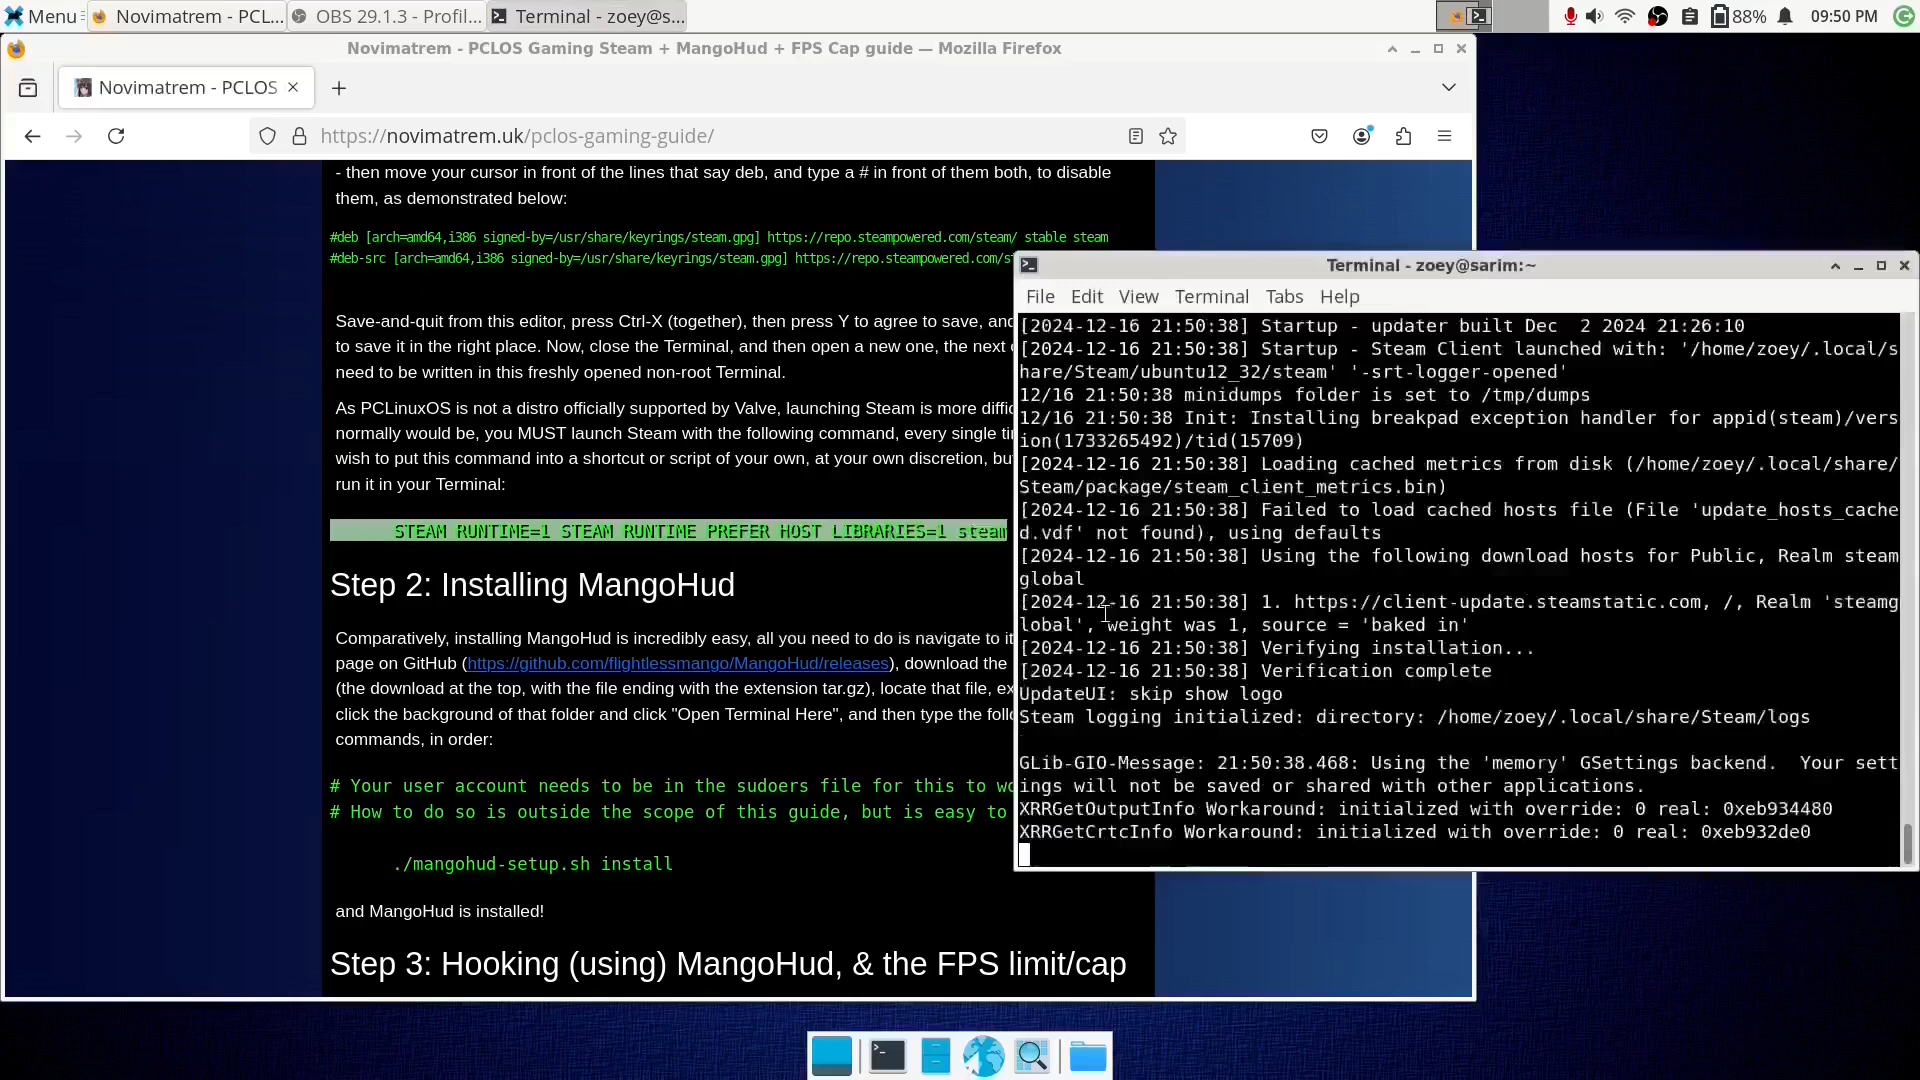 Menu
Novimatrem - PCL...
OBS 29.1.3 - Profil...
Terminal - zoey@s...
88%
09:50 PM
Novimatrem - PCLOS Gaming Steam + MangoHud + FPS Cap guide — Mozilla Firefox
Novimatrem - PCLOS
https://novimatrem.uk/pclos-gaming-guide/
- then move your cursor in front of the lines that say deb, and type a # in front of them both, to disable
them, as demonstrated below:
#deb [arch=amd64,i386 signed-by=/usr/share/keyrings/steam.gpg] https://repo.steampowered.com/steam/ stable steam
#deb-src [arch=amd64,i386 signed-by=/usr/share/keyrings/steam.gpg] https://repo.steampowered.com/st
Save-and-quit from this editor, press Ctrl-X (together), then press Y to agree to save, and
to save it in the right place. Now, close the Terminal, and then open a new one, the next
need to be written in this freshly opened non-root Terminal.
As PCLinuxOS is not a distro officially supported by Valve, launching Steam is more diffi
normally would be, you MUST launch Steam with the following command, every single ti
wish to put this command into a shortcut or script of your own, at your own discretion, bu
run it in your Terminal:
STEAM_RUNTIME=1 STEAM_RUNTIME_PREFER_HOST_LIBRARIES=1 steam
Step 2: Installing MangoHud
Comparatively, installing MangoHud is incredibly easy, all you need to do is navigate to it
page on GitHub (https://github.com/flightlessmango/MangoHud/releases), download the
(the download at the top, with the file ending with the extension tar.gz), locate that file, ex
click the background of that folder and click "Open Terminal Here", and then type the foll
commands, in order:
# Your user account needs to be in the sudoers file for this to wo
# How to do so is outside the scope of this guide, but is easy to
./mangohud-setup.sh install
and MangoHud is installed!
Step 3: Hooking (using) MangoHud, & the FPS limit/cap
Terminal - zoey@sarim:~
File Edit View Terminal Tabs Help
[2024-12-16 21:50:38] Startup - updater built Dec  2 2024 21:26:10
[2024-12-16 21:50:38] Startup - Steam Client launched with: '/home/zoey/.local/s
hare/Steam/ubuntu12_32/steam' '-srt-logger-opened'
12/16 21:50:38 minidumps folder is set to /tmp/dumps
12/16 21:50:38 Init: Installing breakpad exception handler for appid(steam)/vers
ion(1733265492)/tid(15709)
[2024-12-16 21:50:38] Loading cached metrics from disk (/home/zoey/.local/share/
Steam/package/steam_client_metrics.bin)
[2024-12-16 21:50:38] Failed to load cached hosts file (File 'update_hosts_cache
d.vdf' not found), using defaults
[2024-12-16 21:50:38] Using the following download hosts for Public, Realm steam
global
[2024-12-16 21:50:38] 1. https://client-update.steamstatic.com, /, Realm 'steamg
lobal', weight was 1, source = 'baked in'
[2024-12-16 21:50:38] Verifying installation...
[2024-12-16 21:50:38] Verification complete
UpdateUI: skip show logo
Steam logging initialized: directory: /home/zoey/.local/share/Steam/logs
GLib-GIO-Message: 21:50:38.468: Using the 'memory' GSettings backend.  Your sett
ings will not be saved or shared with other applications.
XRRGetOutputInfo Workaround: initialized with override: 0 real: 0xeb934480
XRRGetCrtcInfo Workaround: initialized with override: 0 real: 0xeb932de0